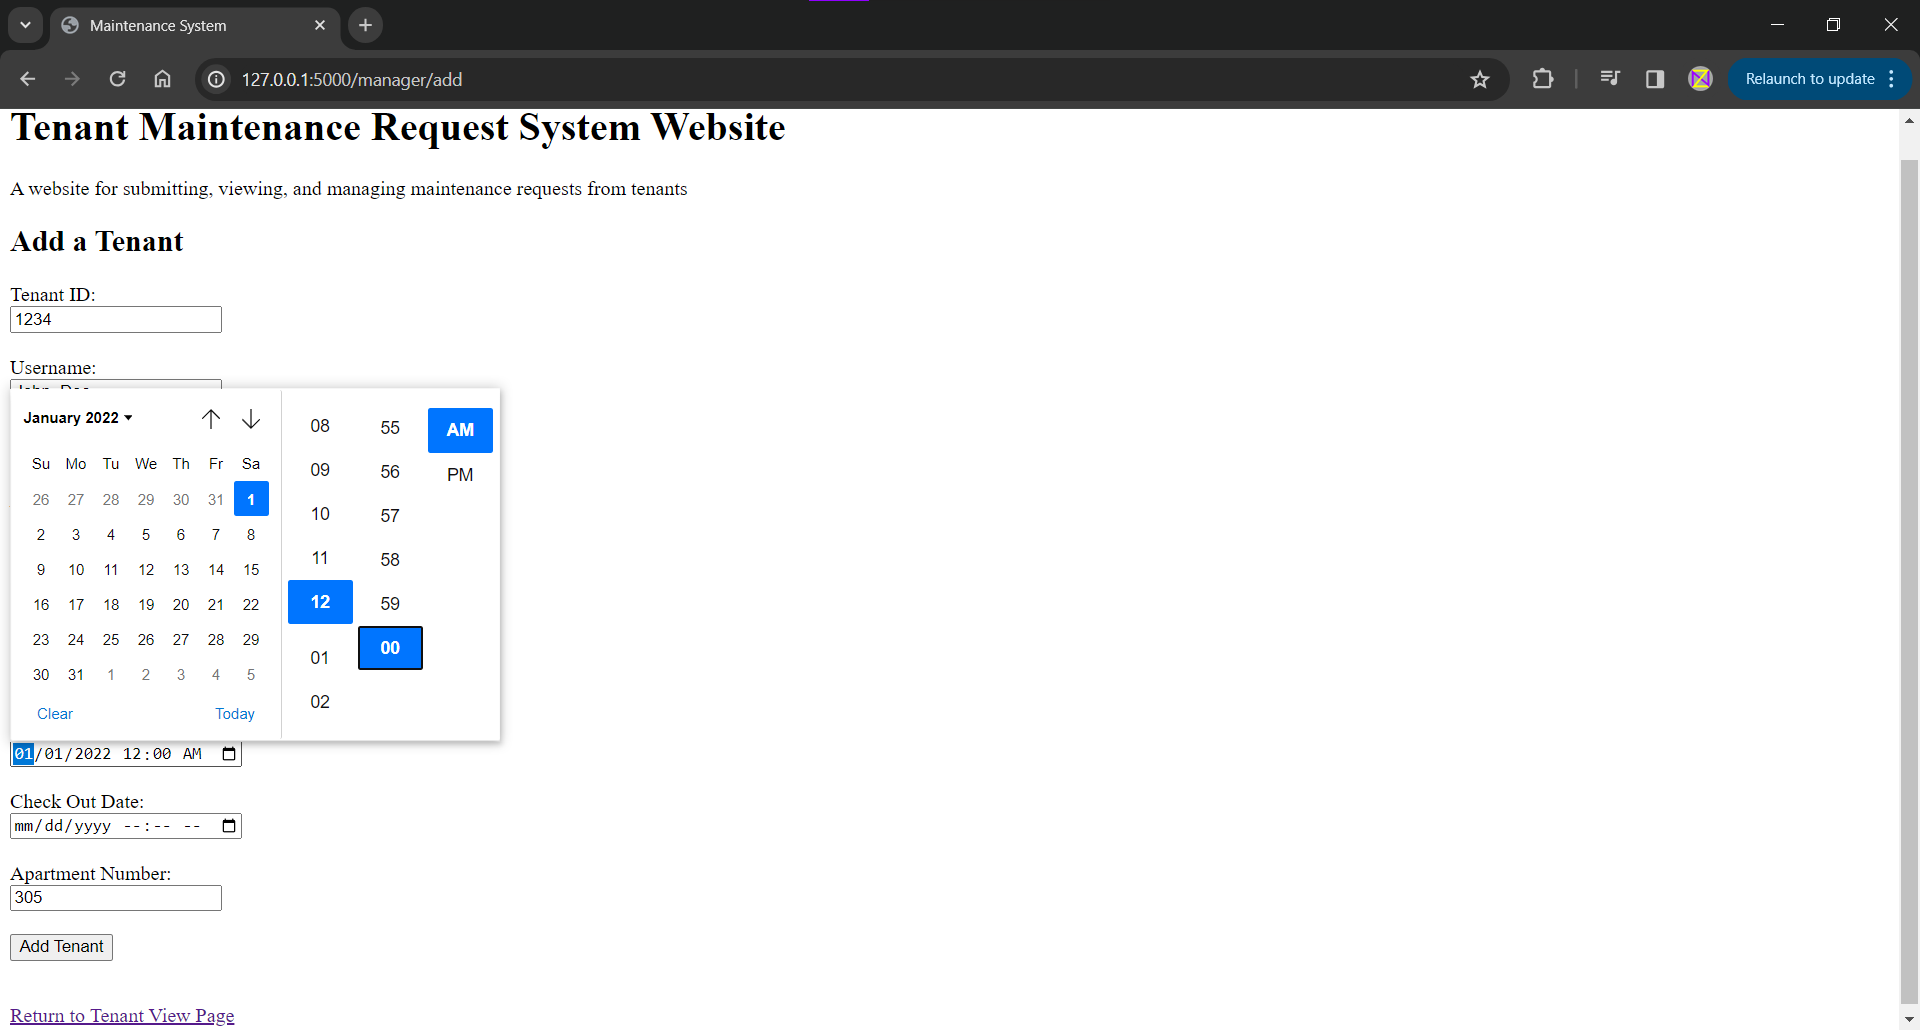 Maintenance System
127.0.0.1:5000/manager/add
Relaunch to update
Tenant Maintenance Request System Website
A website for submitting, viewing, and managing maintenance requests from tenants
Add a Tenant
Tenant ID:
1234
Username:
January 2022
Su Mo Tu We Th Fr Sa
26 27 28 29 30 31 1
2 3 4 5 6 7 8
9 10 11 12 13 14 15
16 17 18 19 20 21 22
23 24 25 26 27 28 29
30 31 1 2 3 4 5
Clear Today
08 55 AM
09 56 PM
10 57
11 58
12 59
01 00
02
01/01/2022 12:00 AM
Check Out Date:
mm/dd/yyyy --:-- --
Apartment Number:
305
Add Tenant
Return to Tenant View Page